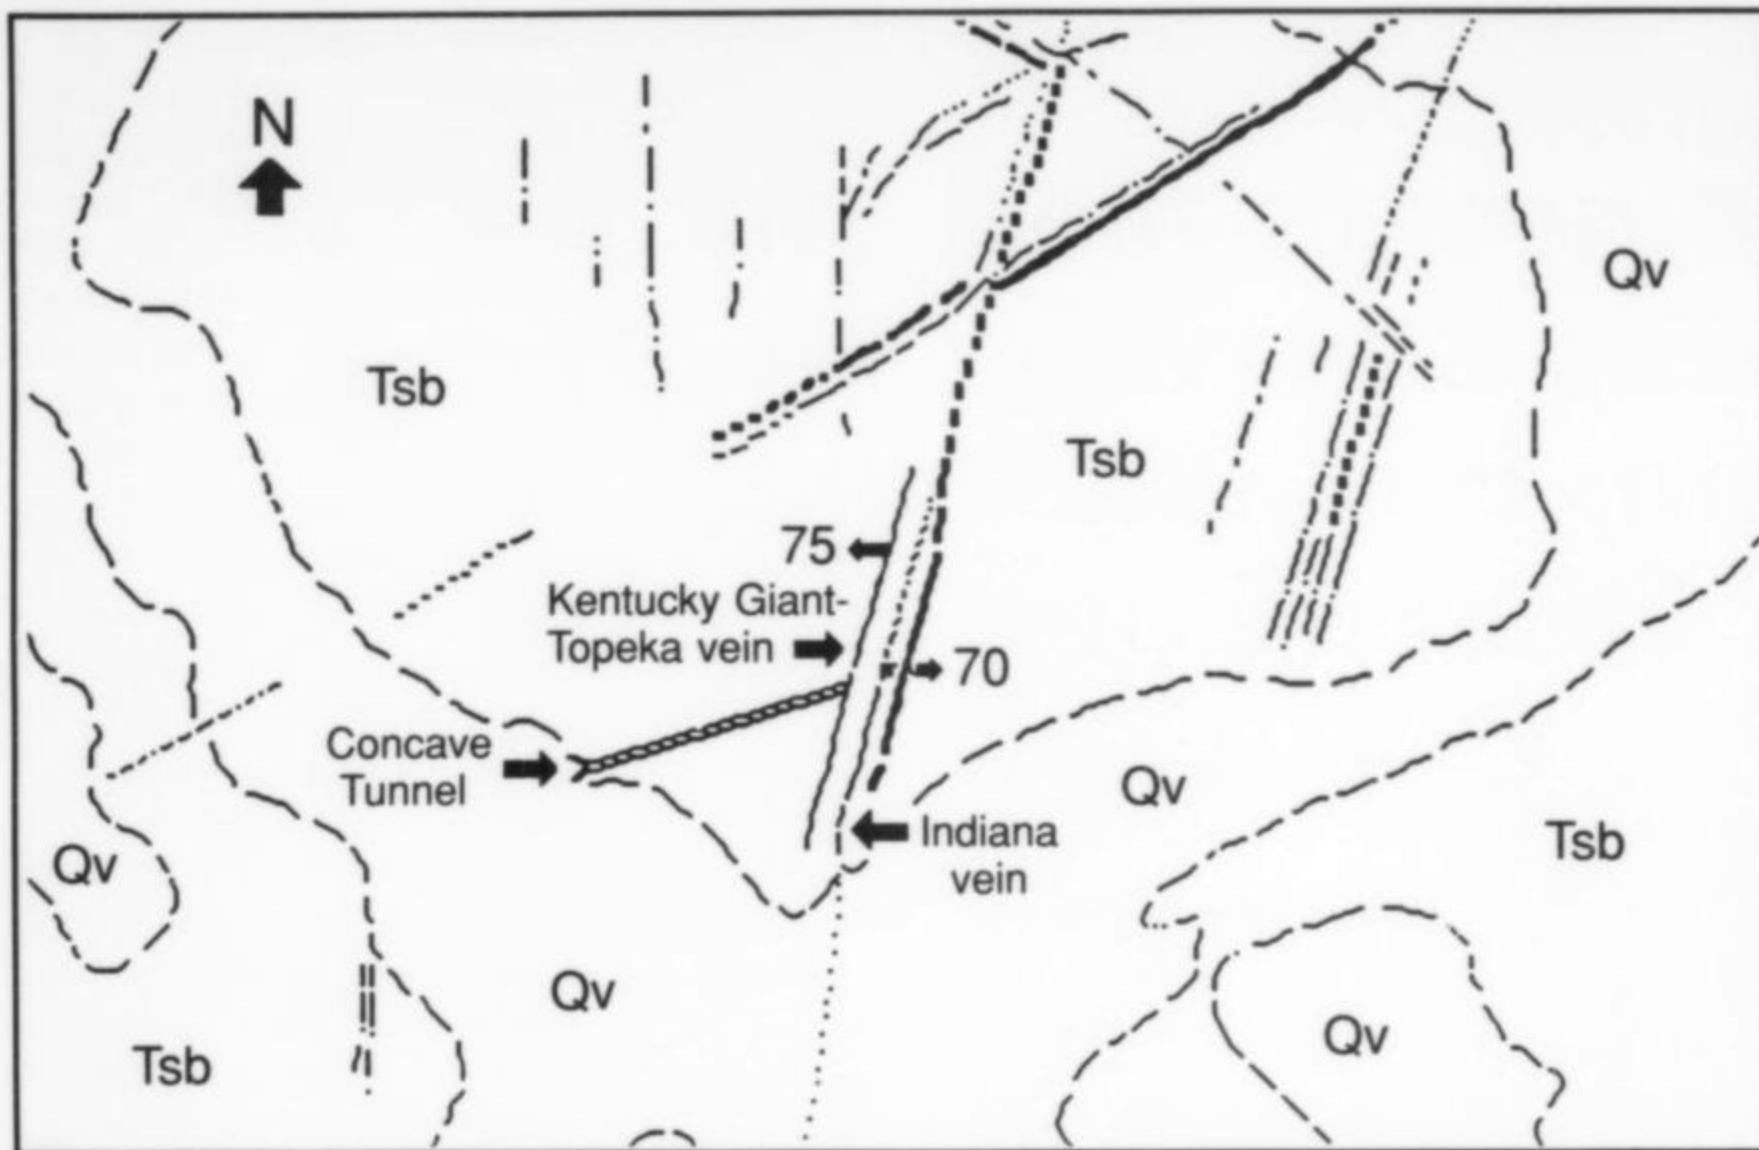 N
Qv
Tsb
Tsb
75
Kentucky Giant-
Topeka vein
70
Concave
Tunnel
Qv
Indiana
vein
Tsb
Qv
Qv
Qv
Tsb